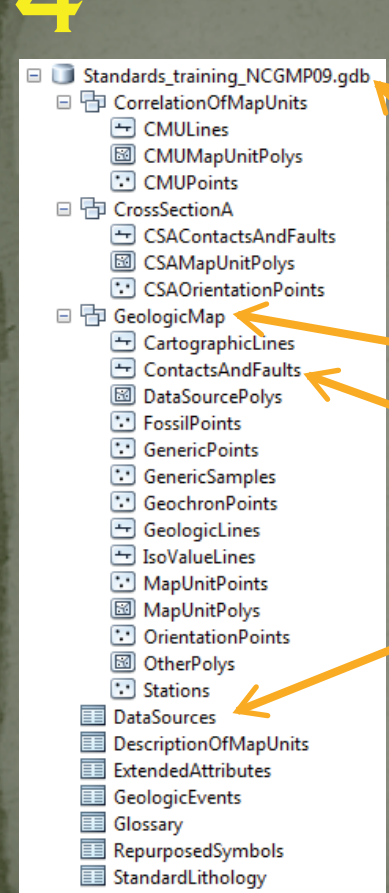 4
Standards_training_NCGMP09.gdb
CorrelationOfMapUnits
CMULines
CMUMapUnitPolys
CMUPoints
CrossSectionA
CSAContactsAndFaults
CSAMapUnitPolys
CSAOrientationPoints
GeologicMap
CartographicLines
ContactsAndFaults
DataSourcePolys
FossilPoints
GenericPoints
GenericSamples
GeochronPoints
GeologicLines
IsoValueLines
MapUnitPoints
MapUnitPolys
OrientationPoints
OtherPolys
Stations
DataSources
DescriptionOfMapUnits
ExtendedAttributes
GeologicEvents
Glossary
RepurposedSymbols
StandardLithology